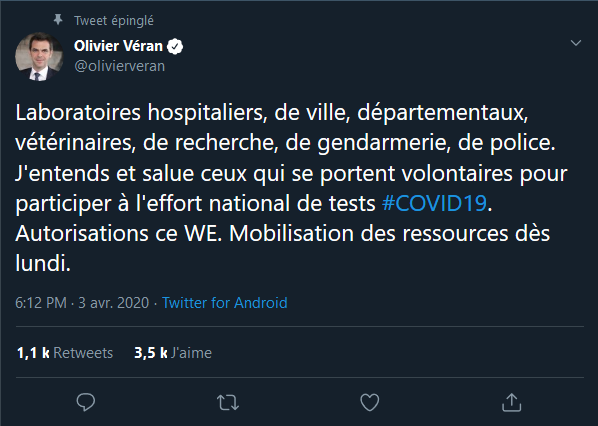 Tweet épinglé
Olivier Véran
@olivierveran
Laboratoires hospitaliers, de ville, départementaux,
vétérinaires, de recherche, de gendarmerie, de police.
J'entends et salue ceux qui se portent volontaires pour
participer à l'effort national de tests #COVID19.
Autorisations ce WE. Mobilisation des ressources dès
lundi.
6:12 PM · 3 avr. 2020 · Twitter for Android
1,1 k Retweets 3,5 k J'aime